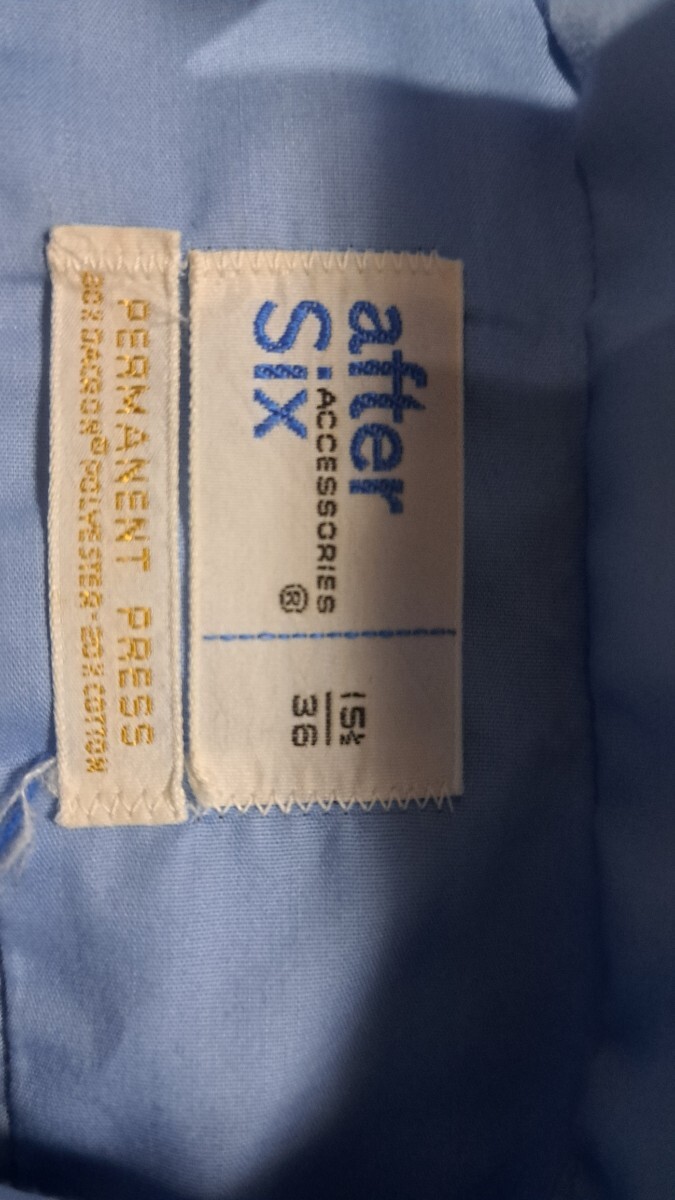 after
Six
ACCESSORIES
®
15½
36
PERMANENT PRESS
80% DACRON® POLYESTER-20% COTTON